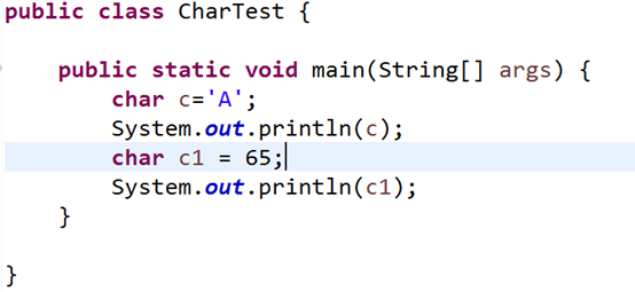 public class CharTest {
public static void main(String[] args) {
char c='A';
System.out.println(c);
char c1 = 65;
System.out.println(c1);
}
}